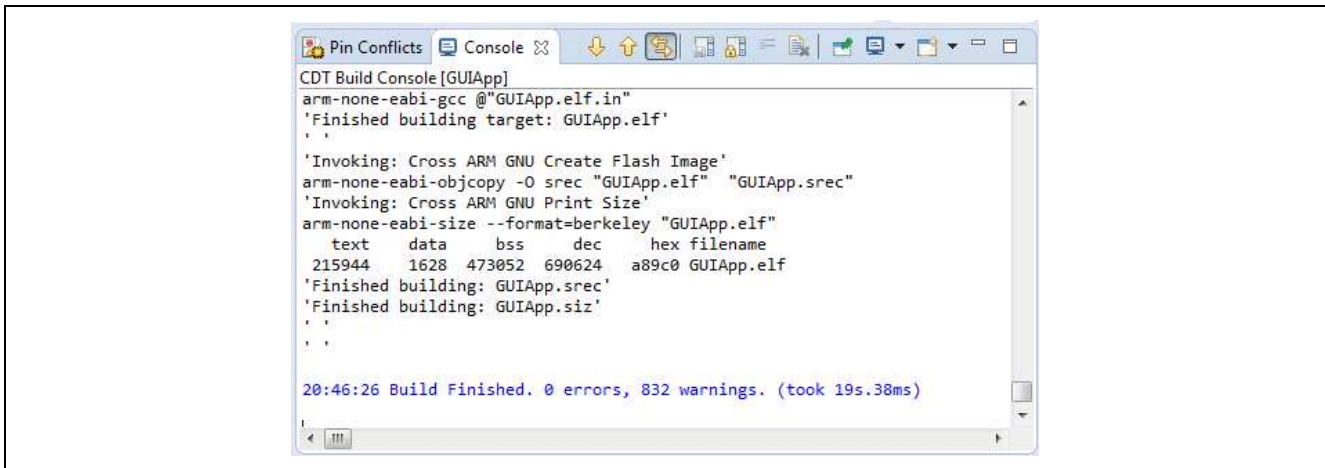 Pin Conflicts Console
CDT Build Console [GUIApp]
arm-none-eabi-gcc @"GUIApp.elf.in"
'Finished building target: GUIApp.elf'
' '
'Invoking: Cross ARM GNU Create Flash Image'
arm-none-eabi-objcopy -O srec "GUIApp.elf"  "GUIApp.srec"
'Invoking: Cross ARM GNU Print Size'
arm-none-eabi-size --format=berkeley "GUIApp.elf"
   text    data     bss     dec     hex filename
 215944    1628  473052  690624   a89c0 GUIApp.elf
'Finished building: GUIApp.srec'
'Finished building: GUIApp.siz'
' '
' '
20:46:26 Build Finished. 0 errors, 832 warnings. (took 19s.38ms)